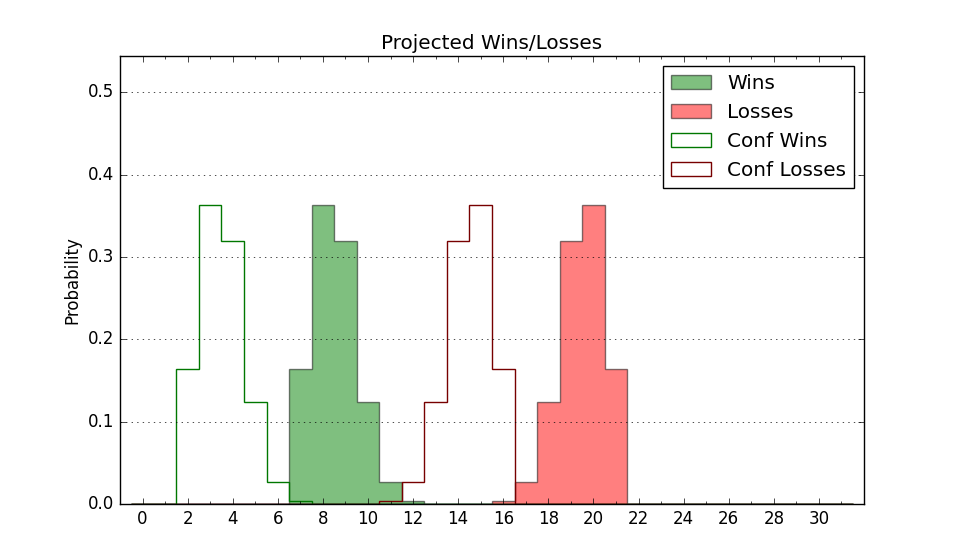 Projected Wins/Losses
Wins
Losses
Conf Wins
Conf Losses
Probability
0.5
0.4
0.3
0.2
0.1
0.0
0 2 4 6 8 10 12 14 16 18 20 22 24 26 28 30